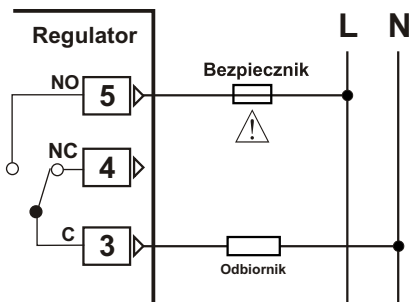 L N
Regulator
Bezpiecznik
NO 5
NC 4
C 3
Odbiornik